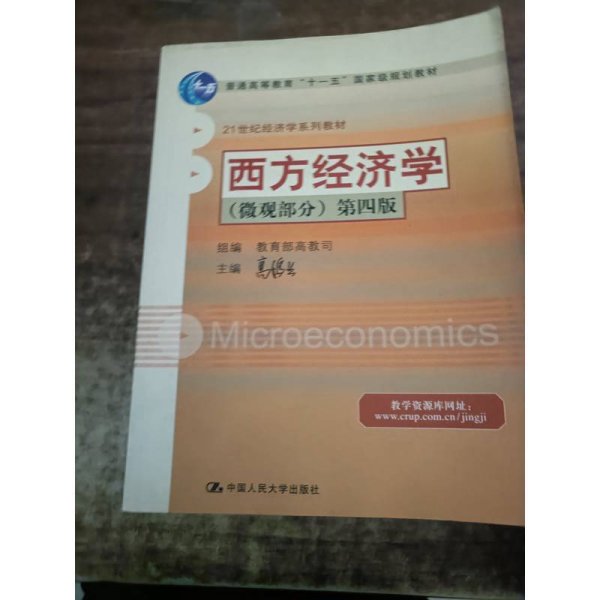 十一五
普通高等教育“十一五”国家级规划教材
21世纪经济学系列教材
西方经济学
(微观部分) 第四版
组编 教育部高教司
主编 高鸿业
Microeconomics
教学资源库网址:
www.crup.com.cn/jingji
中国人民大学出版社